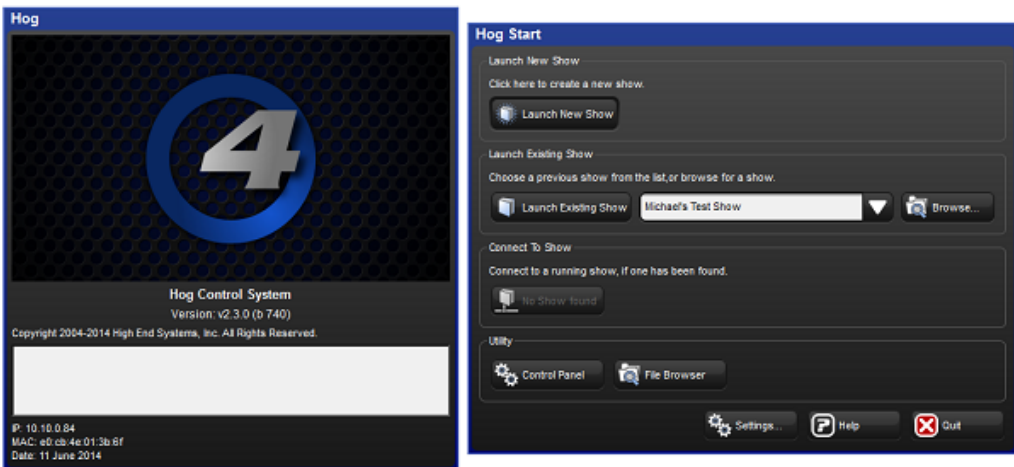 Hog
4
Hog Control System
Version: v2.3.0 (b 740)
Copyright 2004-2014 High End Systems, Inc. All Rights Reserved.
IP: 10.10.0.84
MAC: e0:cb:4e:01:3b:6f
Date: 11 June 2014
Hog Start
Launch New Show
Click here to create a new show.
Launch New Show
Launch Existing Show
Choose a previous show from the list,or browse for a show.
Launch Existing Show
Michael's Test Show
Browse...
Connect To Show
Connect to a running show, if one has been found.
No Show found
Utility
Control Panel
File Browser
Settings...
Help
Quit